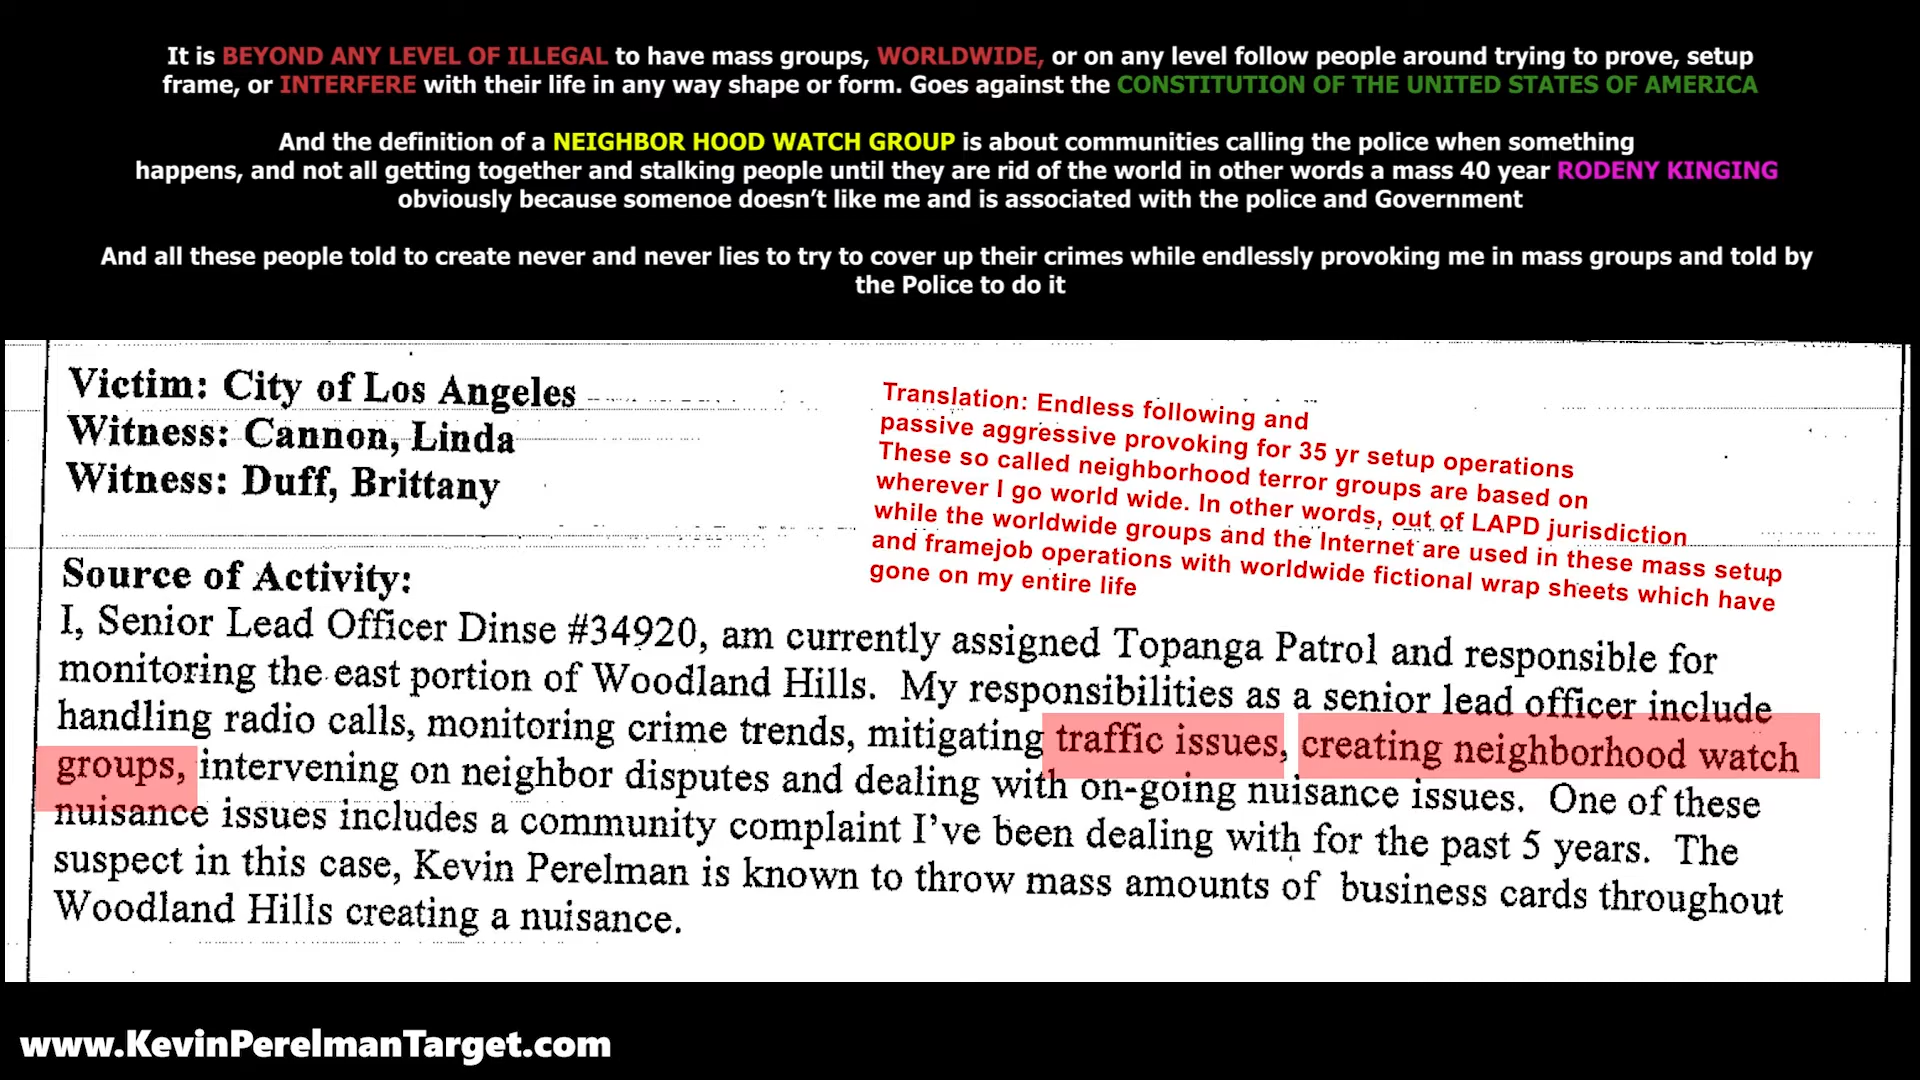 It is BEYOND ANY LEVEL OF ILLEGAL to have mass groups, WORLDWIDE, or on any level follow people around trying to prove, setup
frame, or INTERFERE with their life in any way shape or form. Goes against the CONSTITUTION OF THE UNITED STATES OF AMERICA
And the definition of a NEIGHBOR HOOD WATCH GROUP is about communities calling the police when something
happens, and not all getting together and stalking people until they are rid of the world in other words a mass 40 year RODENY KINGING
obviously because somenoe doesn't like me and is associated with the police and Government
And all these people told to create never and never lies to try to cover up their crimes while endlessly provoking me in mass groups and told by
the Police to do it
Victim: City of Los Angeles
Witness: Cannon, Linda
Witness: Duff, Brittany
Translation: Endless following and
passive aggressive provoking for 35 yr setup operations
These so called neighborhood terror groups are based on
wherever I go world wide. In other words, out of LAPD jurisdiction
while the worldwide groups and the Internet are used in these mass setup
and framejob operations with worldwide fictional wrap sheets which have
gone on my entire life
Source of Activity:
I, Senior Lead Officer Dinse #34920, am currently assigned Topanga Patrol and responsible for
monitoring the east portion of Woodland Hills. My responsibilities as a senior lead officer include
handling radio calls, monitoring crime trends, mitigating traffic issues, creating neighborhood watch
groups, intervening on neighbor disputes and dealing with on-going nuisance issues. One of these
nuisance issues includes a community complaint I've been dealing with for the past 5 years. The
suspect in this case, Kevin Perelman is known to throw mass amounts of business cards throughout
Woodland Hills creating a nuisance.
www.KevinPerelmanTarget.com